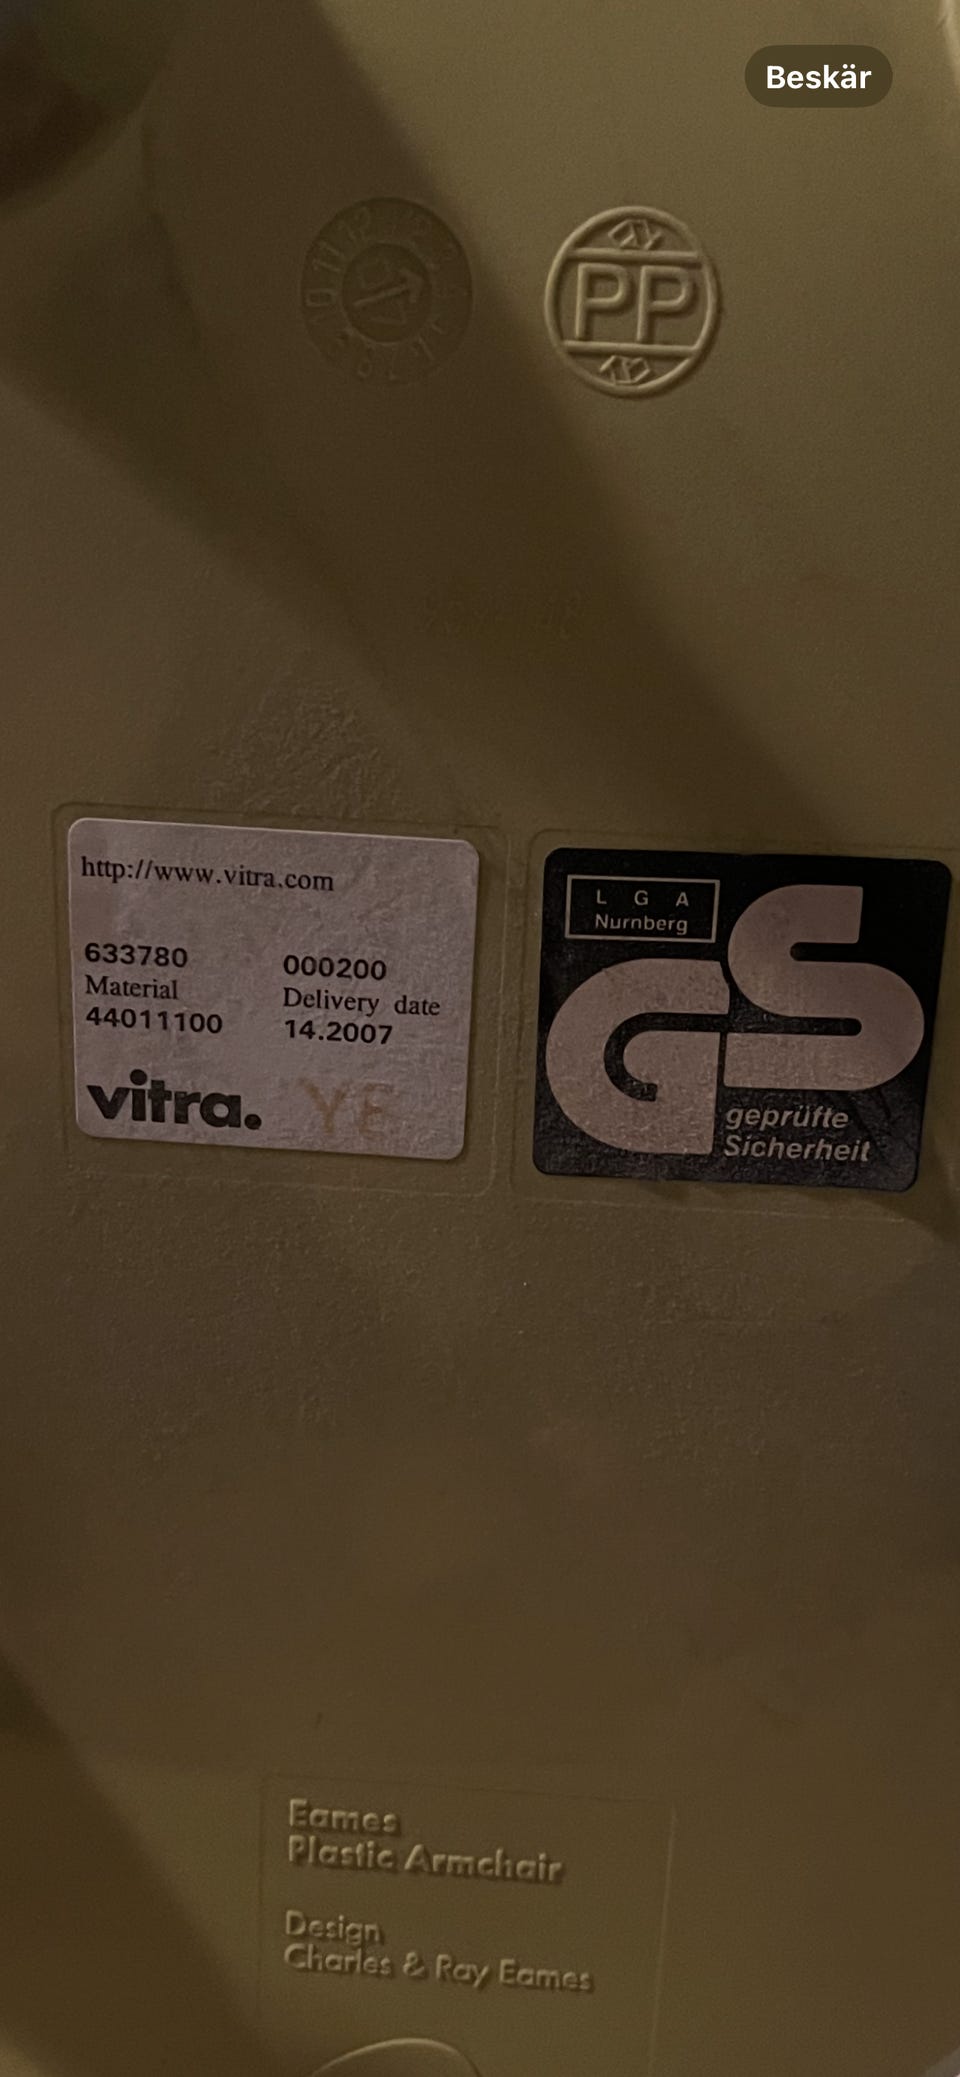 Beskär
PP
http://www.vitra.com
633780 000200
Material Delivery date
44011100 14.2007
vitra. YE
L G A
Nurnberg
GS
geprüfte
Sicherheit
Eames
Plastic Armchair
Design
Charles & Ray Eames